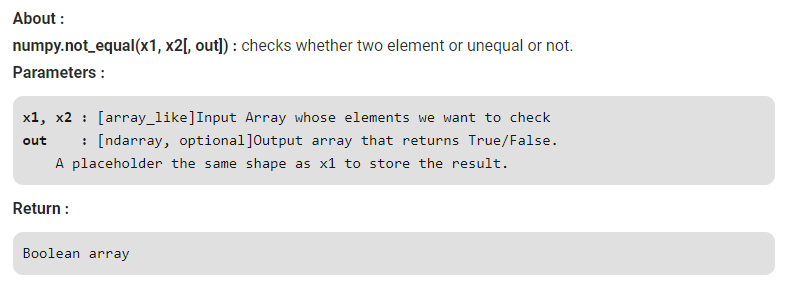 About :
numpy.not_equal(x1, x2[, out]) : checks whether two element or unequal or not.
Parameters :
x1, x2 : [array_like]Input Array whose elements we want to check
out    : [ndarray, optional]Output array that returns True/False.
    A placeholder the same shape as x1 to store the result.
Return :
Boolean array